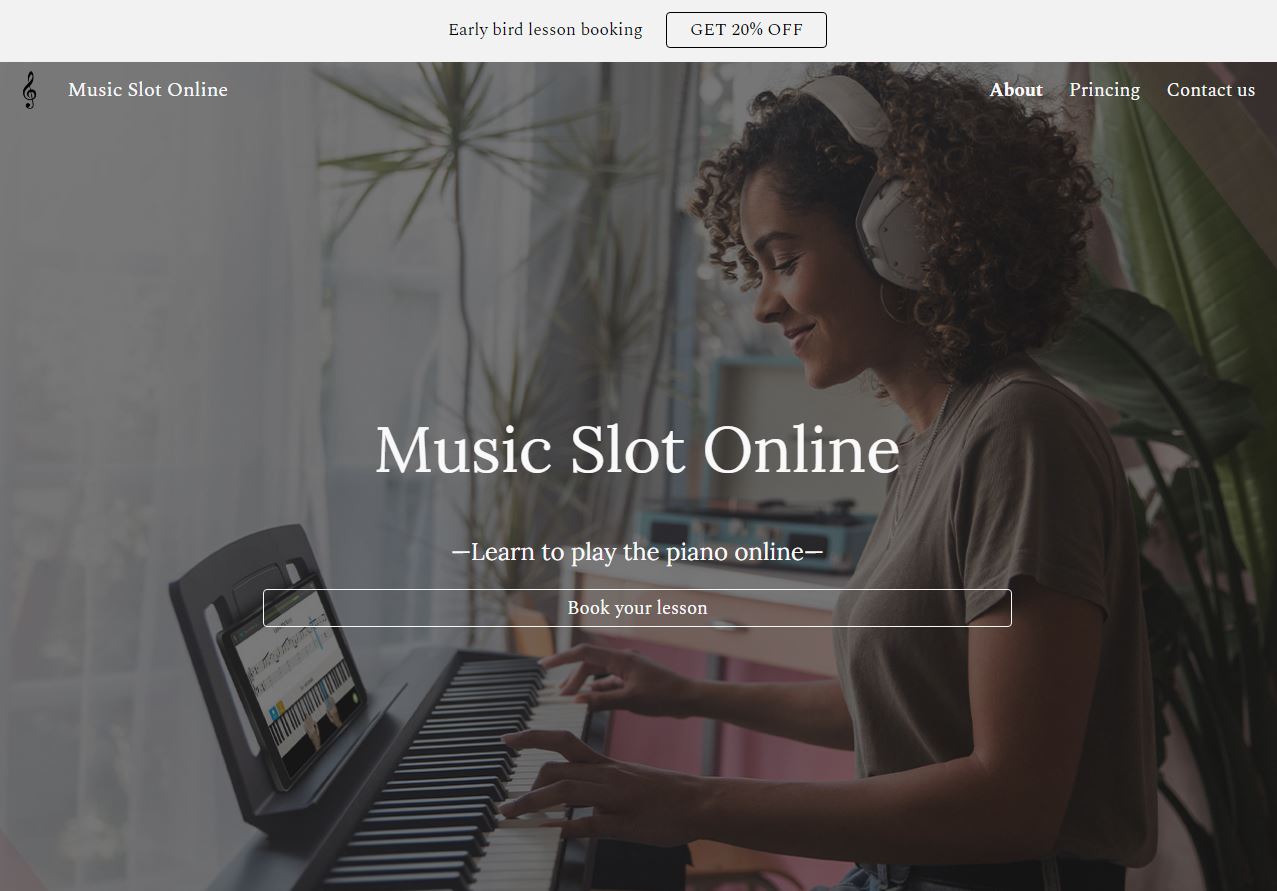 Early bird lesson booking GET 20% OFF
Music Slot Online About Princing Contact us
Music Slot Online
—Learn to play the piano online—
Book your lesson